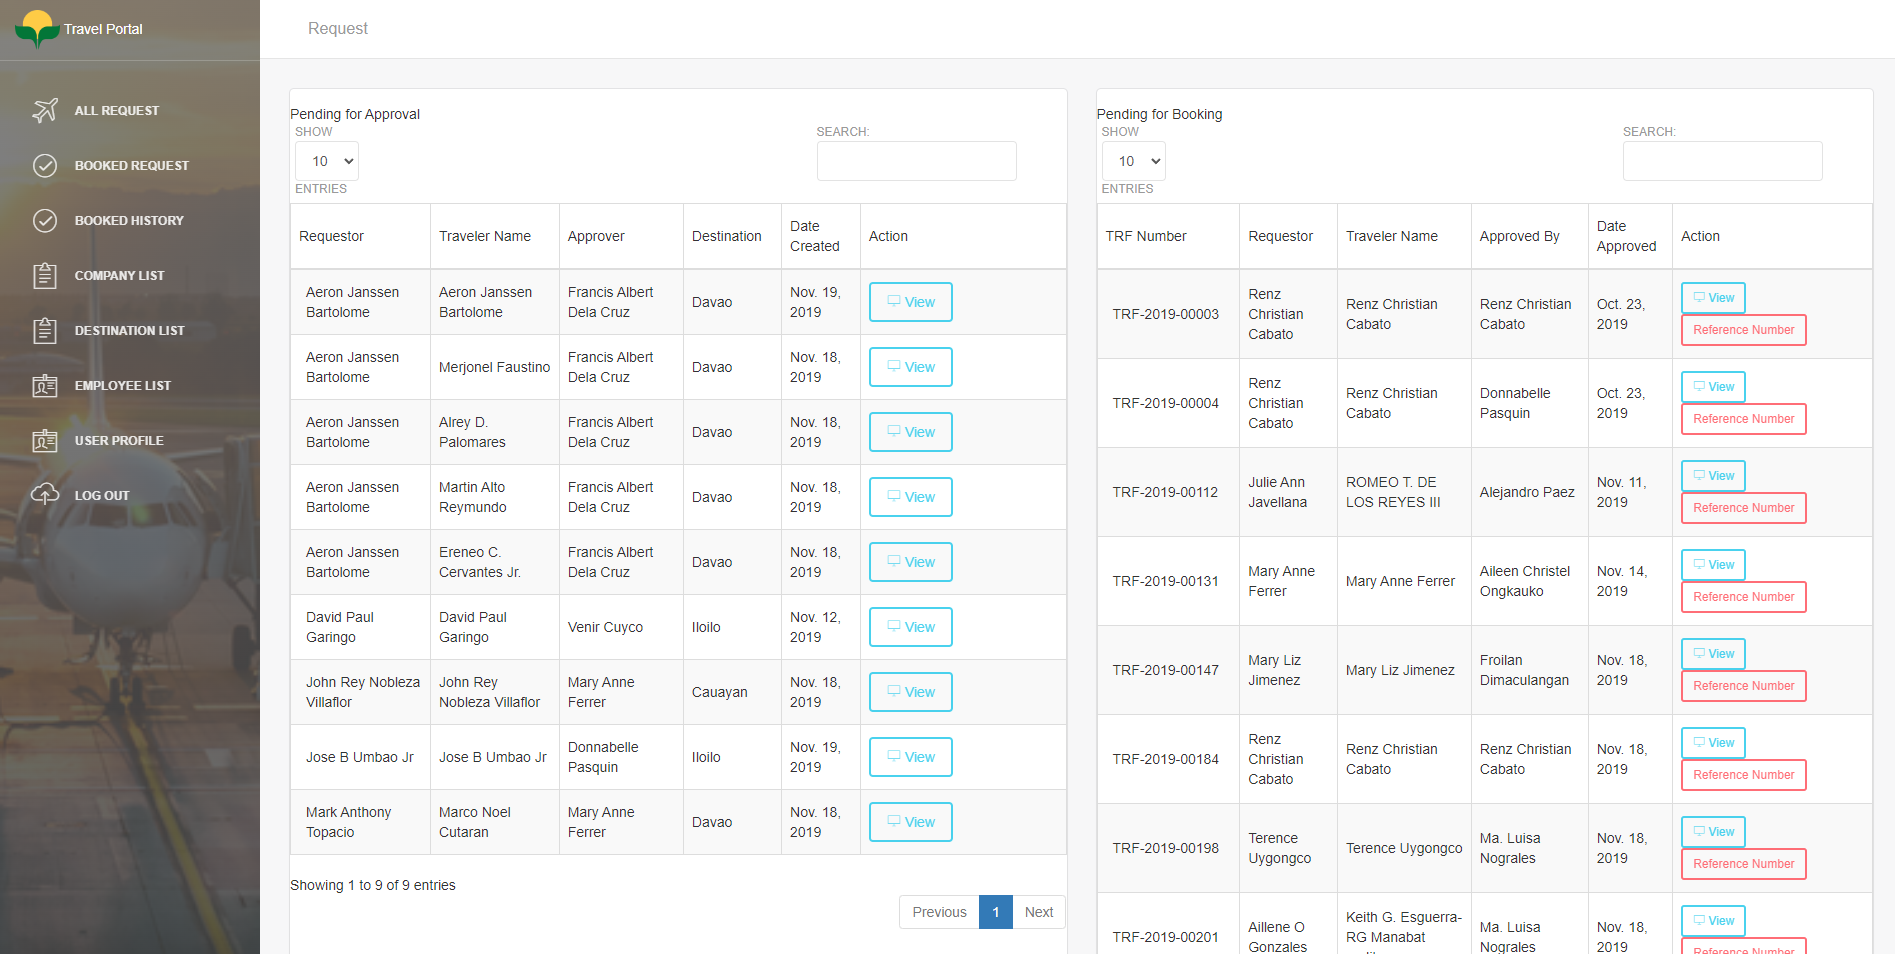 Travel Portal
Request
ALL REQUEST
BOOKED REQUEST
BOOKED HISTORY
COMPANY LIST
DESTINATION LIST
EMPLOYEE LIST
USER PROFILE
LOG OUT
Pending for Approval
SHOW
10
ENTRIES
SEARCH:
Requestor
Traveler Name
Approver
Destination
Date
Created
Action
Aeron Janssen
Bartolome
Aeron Janssen
Bartolome
Francis Albert
Dela Cruz
Davao
Nov. 19,
2019
View
Aeron Janssen
Bartolome
Merjonel Faustino
Francis Albert
Dela Cruz
Davao
Nov. 18,
2019
View
Aeron Janssen
Bartolome
Alrey D.
Palomares
Francis Albert
Dela Cruz
Davao
Nov. 18,
2019
View
Aeron Janssen
Bartolome
Martin Alto
Reymundo
Francis Albert
Dela Cruz
Davao
Nov. 18,
2019
View
Aeron Janssen
Bartolome
Ereneo C.
Cervantes Jr.
Francis Albert
Dela Cruz
Davao
Nov. 18,
2019
View
David Paul
Garingo
David Paul
Garingo
Venir Cuyco
Iloilo
Nov. 12,
2019
View
John Rey Nobleza
Villaflor
John Rey
Nobleza Villaflor
Mary Anne
Ferrer
Cauayan
Nov. 18,
2019
View
Jose B Umbao Jr
Jose B Umbao Jr
Donnabelle
Pasquin
Iloilo
Nov. 19,
2019
View
Mark Anthony
Topacio
Marco Noel
Cutaran
Mary Anne
Ferrer
Davao
Nov. 18,
2019
View
Showing 1 to 9 of 9 entries
Previous
1
Next
Pending for Booking
SHOW
10
ENTRIES
SEARCH:
TRF Number
Requestor
Traveler Name
Approved By
Date
Approved
Action
TRF-2019-00003
Renz
Christian
Cabato
Renz Christian
Cabato
Renz Christian
Cabato
Oct. 23,
2019
View
Reference Number
TRF-2019-00004
Renz
Christian
Cabato
Renz Christian
Cabato
Donnabelle
Pasquin
Oct. 23,
2019
View
Reference Number
TRF-2019-00112
Julie Ann
Javellana
ROMEO T. DE
LOS REYES III
Alejandro Paez
Nov. 11,
2019
View
Reference Number
TRF-2019-00131
Mary Anne
Ferrer
Mary Anne Ferrer
Aileen Christel
Ongkauko
Nov. 14,
2019
View
Reference Number
TRF-2019-00147
Mary Liz
Jimenez
Mary Liz Jimenez
Froilan
Dimaculangan
Nov. 18,
2019
View
Reference Number
TRF-2019-00184
Renz
Christian
Cabato
Renz Christian
Cabato
Renz Christian
Cabato
Nov. 18,
2019
View
Reference Number
TRF-2019-00198
Terence
Uygongco
Terence Uygongco
Ma. Luisa
Nograles
Nov. 18,
2019
View
Reference Number
TRF-2019-00201
Aillene O
Gonzales
Keith G. Esguerra-
RG Manabat
Ma. Luisa
Nograles
Nov. 18,
2019
View
Reference Number